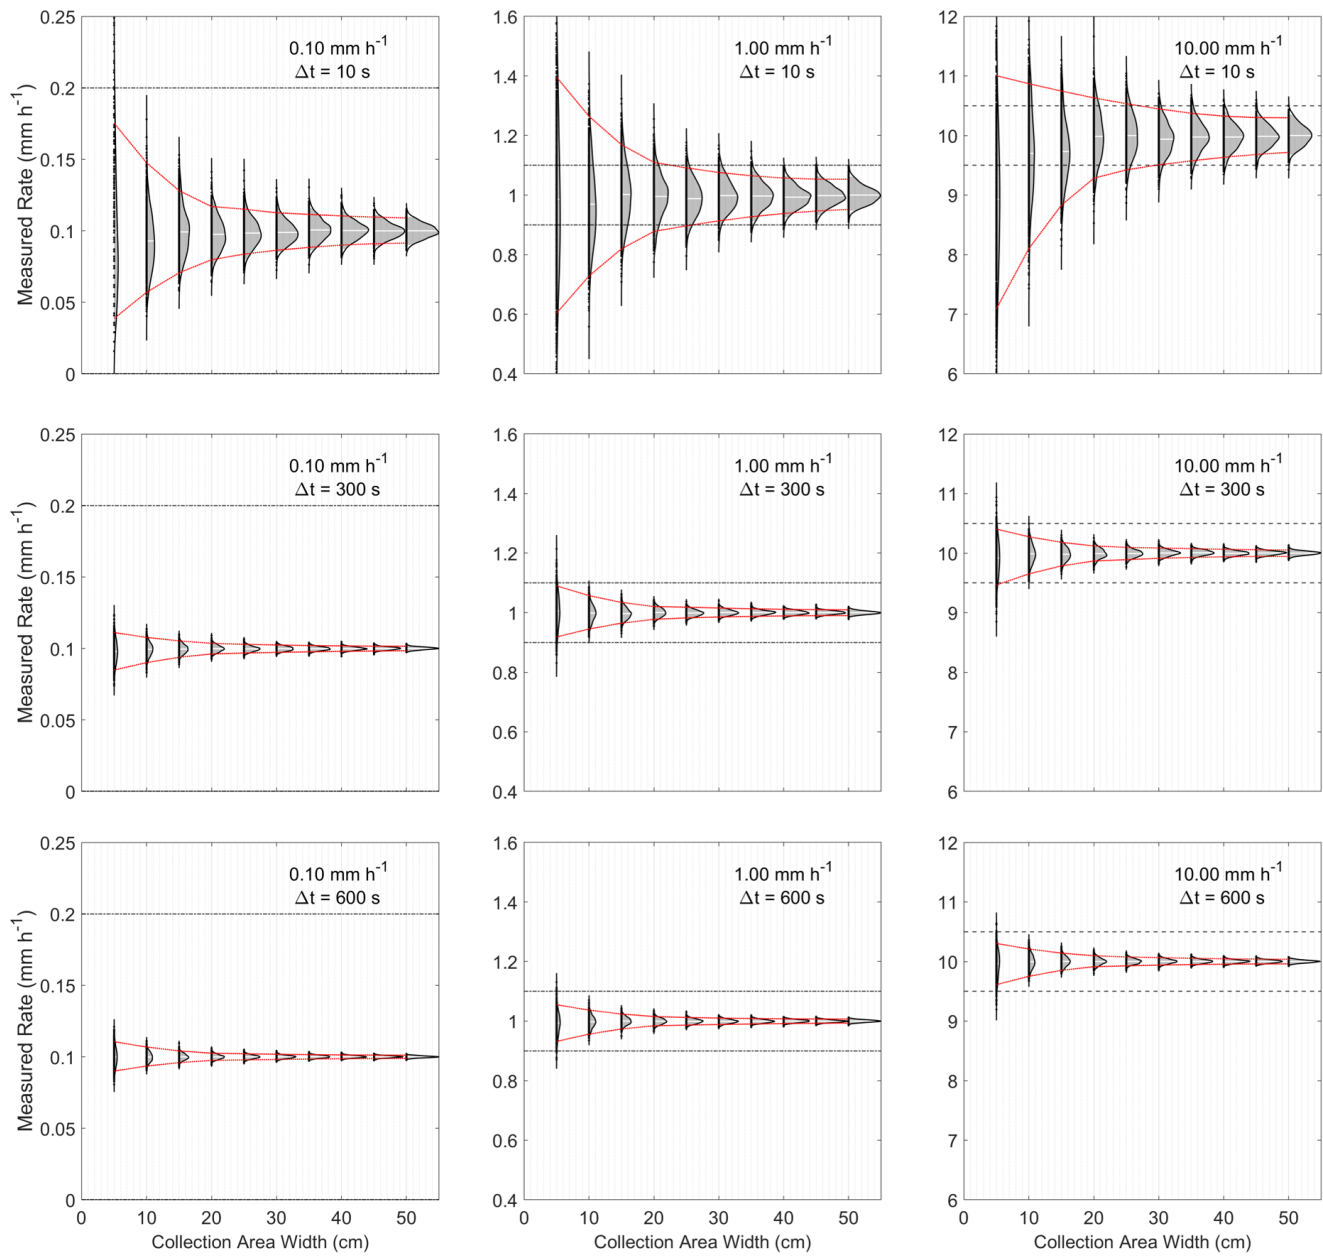 0.10 mm h⁻¹
Δt = 10 s
Measured Rate (mm h⁻¹)
0.25
0.2
0.15
0.1
0.05
0
1.00 mm h⁻¹
Δt = 10 s
1.6
1.4
1.2
1
0.8
0.6
0.4
10.00 mm h⁻¹
Δt = 10 s
12
11
10
9
8
7
6
0.10 mm h⁻¹
Δt = 300 s
Measured Rate (mm h⁻¹)
0.25
0.2
0.15
0.1
0.05
0
1.00 mm h⁻¹
Δt = 300 s
1.6
1.4
1.2
1
0.8
0.6
0.4
10.00 mm h⁻¹
Δt = 300 s
12
11
10
9
8
7
6
0.10 mm h⁻¹
Δt = 600 s
Measured Rate (mm h⁻¹)
0.25
0.2
0.15
0.1
0.05
0
0 10 20 30 40 50
Collection Area Width (cm)
1.00 mm h⁻¹
Δt = 600 s
1.6
1.4
1.2
1
0.8
0.6
0.4
0 10 20 30 40 50
Collection Area Width (cm)
10.00 mm h⁻¹
Δt = 600 s
12
11
10
9
8
7
6
0 10 20 30 40 50
Collection Area Width (cm)